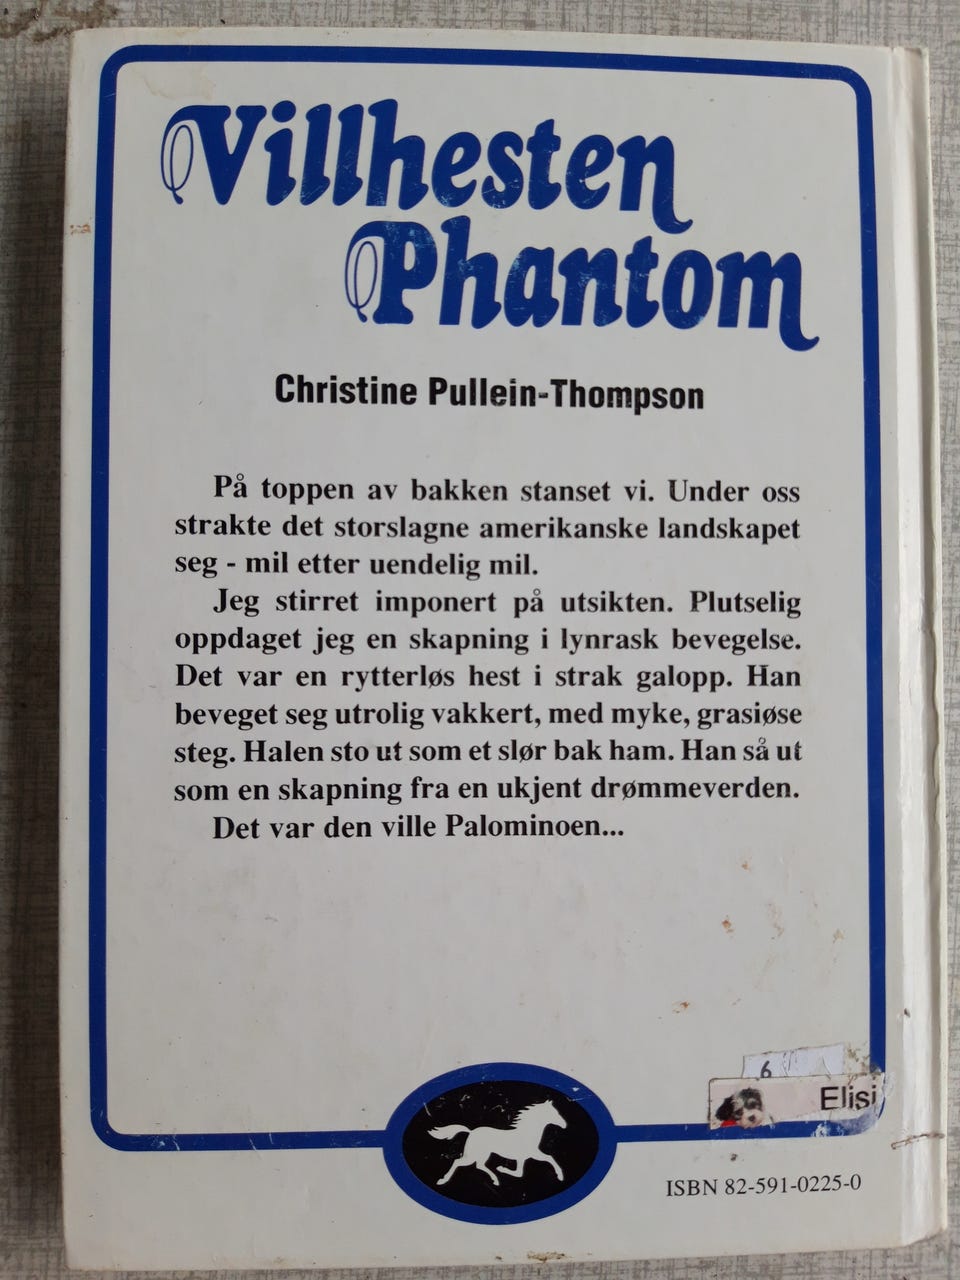 Villhesten
Phantom
Christine Pullein-Thompson
På toppen av bakken stanset vi. Under oss
strakte det storslagne amerikanske landskapet
seg - mil etter uendelig mil.
Jeg stirret imponert på utsikten. Plutselig
oppdaget jeg en skapning i lynrask bevegelse.
Det var en rytterløs hest i strak galopp. Han
beveget seg utrolig vakkert, med myke, grasiøse
steg. Halen sto ut som et slør bak ham. Han så ut
som en skapning fra en ukjent drømmeverden.
Det var den ville Palominoen...
6
Elisi
ISBN 82-591-0225-0